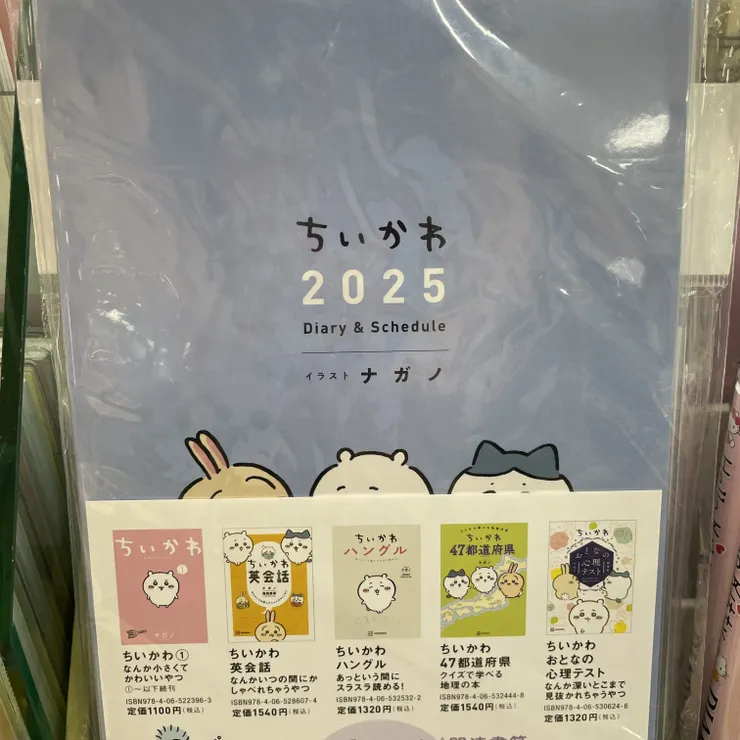 ちいかわ
2025
Diary & Schedule
イラスト ナガノ
ちいかわ
①
ナガノ
ちいかわ
英会話
ちいかわ
ハングル
ちいかわ
47都道府県
ナガノ
ちいかわ
おとなの
心理
テスト
ちいかわ①
なんか小さくて
かわいいやつ
①〜以下続刊
ISBN978-4-06-522396-3
定価1100円(税込)
ちいかわ
英会話
なんかいつの間にか
しゃべれちゃうやつ
ISBN978-4-06-528607-4
定価1540円(税込)
ちいかわ
ハングル
あっという間に
スラスラ読める!
ISBN978-4-06-532532-2
定価1320円(税込)
ちいかわ
47都道府県
クイズで学べる
地理の本
ISBN978-4-06-532444-8
定価1540円(税込)
ちいかわ
おとなの
心理テスト
なんか深いとこまで
見抜かれちゃうやつ
ISBN978-4-06-530624-6
定価1320円(税込)